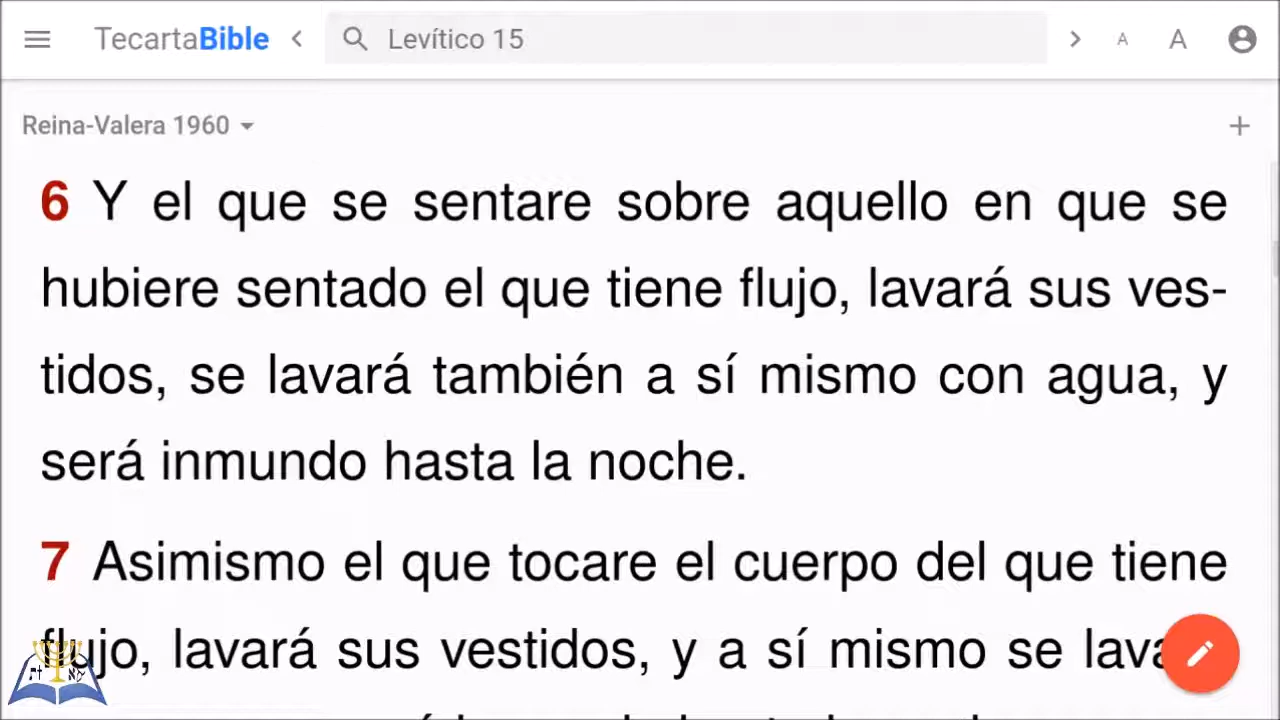 TecartaBible
Levítico 15
A A
Reina-Valera 1960
6 Y el que se sentare sobre aquello en que se
hubiere sentado el que tiene flujo, lavará sus ves-
tidos, se lavará también a sí mismo con agua, y
será inmundo hasta la noche.
7 Asimismo el que tocare el cuerpo del que tiene
flujo, lavará sus vestidos, y a sí mismo se lava